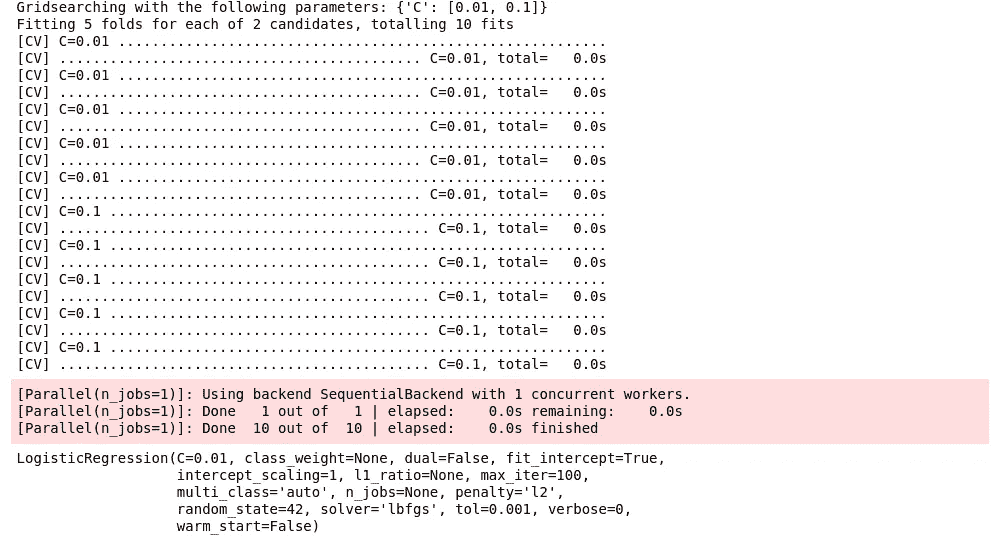 Gridsearching with the following parameters: {'C': [0.01, 0.1]}
Fitting 5 folds for each of 2 candidates, totalling 10 fits
[CV] C=0.01 ..........................................................
[CV] ........................................... C=0.01, total=   0.0s
[CV] C=0.01 ..........................................................
[CV] ........................................... C=0.01, total=   0.0s
[CV] C=0.01 ..........................................................
[CV] ........................................... C=0.01, total=   0.0s
[CV] C=0.01 ..........................................................
[CV] ........................................... C=0.01, total=   0.0s
[CV] C=0.01 ..........................................................
[CV] ........................................... C=0.01, total=   0.0s
[CV] C=0.1 ...........................................................
[CV] ............................................ C=0.1, total=   0.0s
[CV] C=0.1 ...........................................................
[CV] ............................................ C=0.1, total=   0.0s
[CV] C=0.1 ...........................................................
[CV] ............................................ C=0.1, total=   0.0s
[CV] C=0.1 ...........................................................
[CV] ............................................ C=0.1, total=   0.0s
[CV] C=0.1 ...........................................................
[CV] ............................................ C=0.1, total=   0.0s
[Parallel(n_jobs=1)]: Using backend SequentialBackend with 1 concurrent workers.
[Parallel(n_jobs=1)]: Done   1 out of   1 | elapsed:    0.0s remaining:    0.0s
[Parallel(n_jobs=1)]: Done  10 out of  10 | elapsed:    0.0s finished
LogisticRegression(C=0.01, class_weight=None, dual=False, fit_intercept=True,
                   intercept_scaling=1, l1_ratio=None, max_iter=100,
                   multi_class='auto', n_jobs=None, penalty='l2',
                   random_state=42, solver='lbfgs', tol=0.001, verbose=0,
                   warm_start=False)